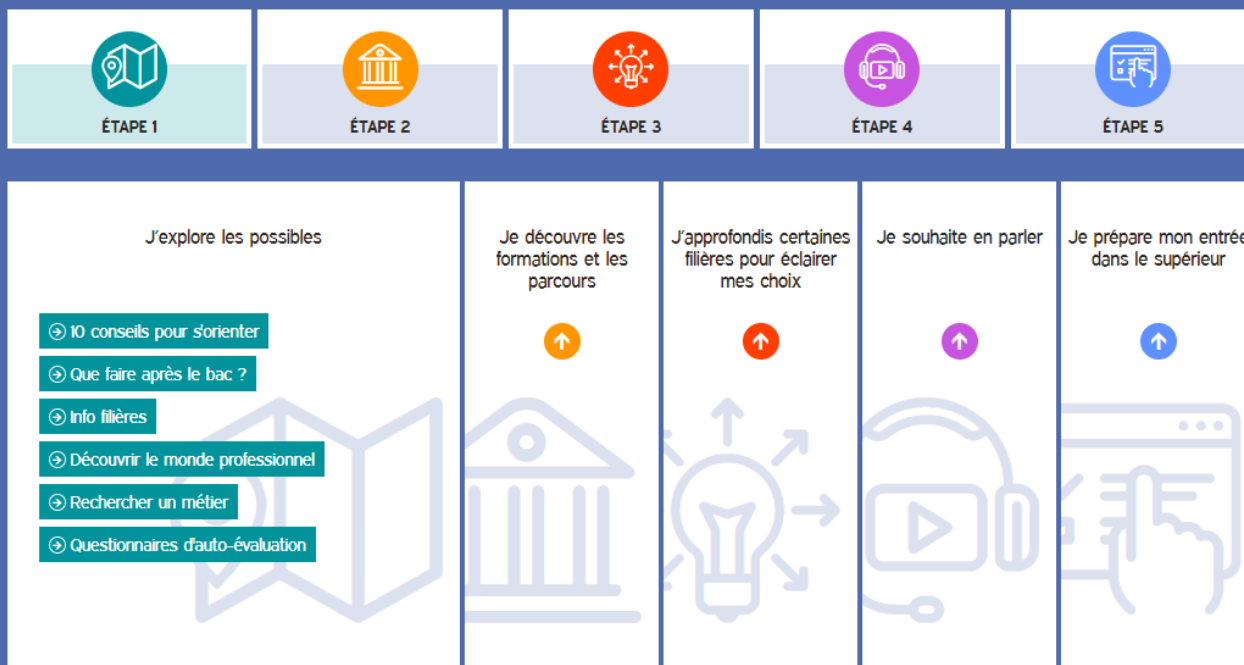 ÉTAPE 1
ÉTAPE 2
ÉTAPE 3
ÉTAPE 4
ÉTAPE 5
J'explore les possibles
10 conseils pour s'orienter
Que faire après le bac ?
Info filières
Découvrir le monde professionnel
Rechercher un métier
Questionnaires d'auto-évaluation
Je découvre les
formations et les
parcours
J'approfondis certaines
filières pour éclairer
mes choix
Je souhaite en parler
Je prépare mon entrée
dans le supérieur